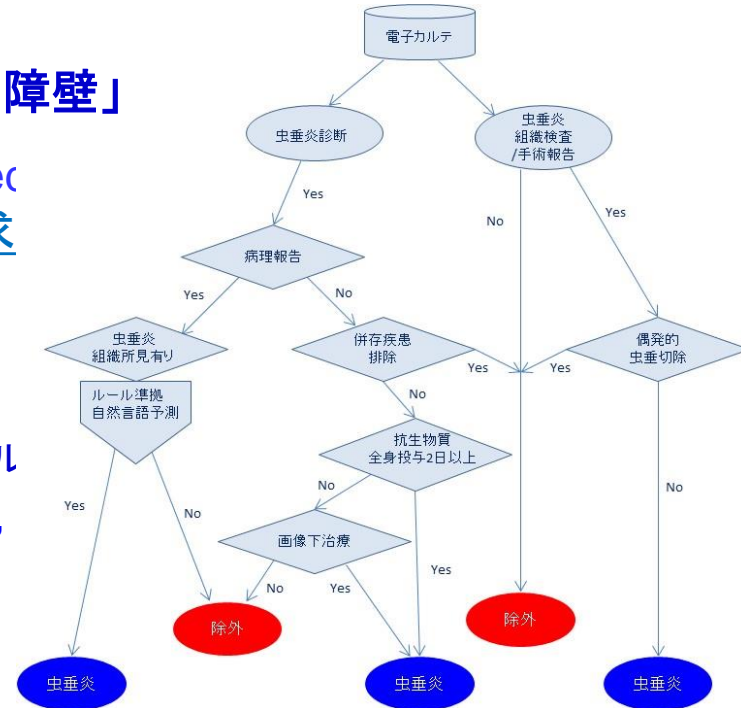 電子カルテ
障壁」
虫垂炎診断
虫垂炎
組織検査
/手術報告
ec
求
Yes
No
Yes
病理報告
Yes
No
虫垂炎
組織所見有り
併存疾患
排除
偶発的
虫垂切除
Yes
Yes
ルール準拠
自然言語予測
No
抗生物質
全身投与2日以上
ル
Yes
No
No
No
画像下治療
Yes
No
Yes
除外
除外
虫垂炎
虫垂炎
虫垂炎